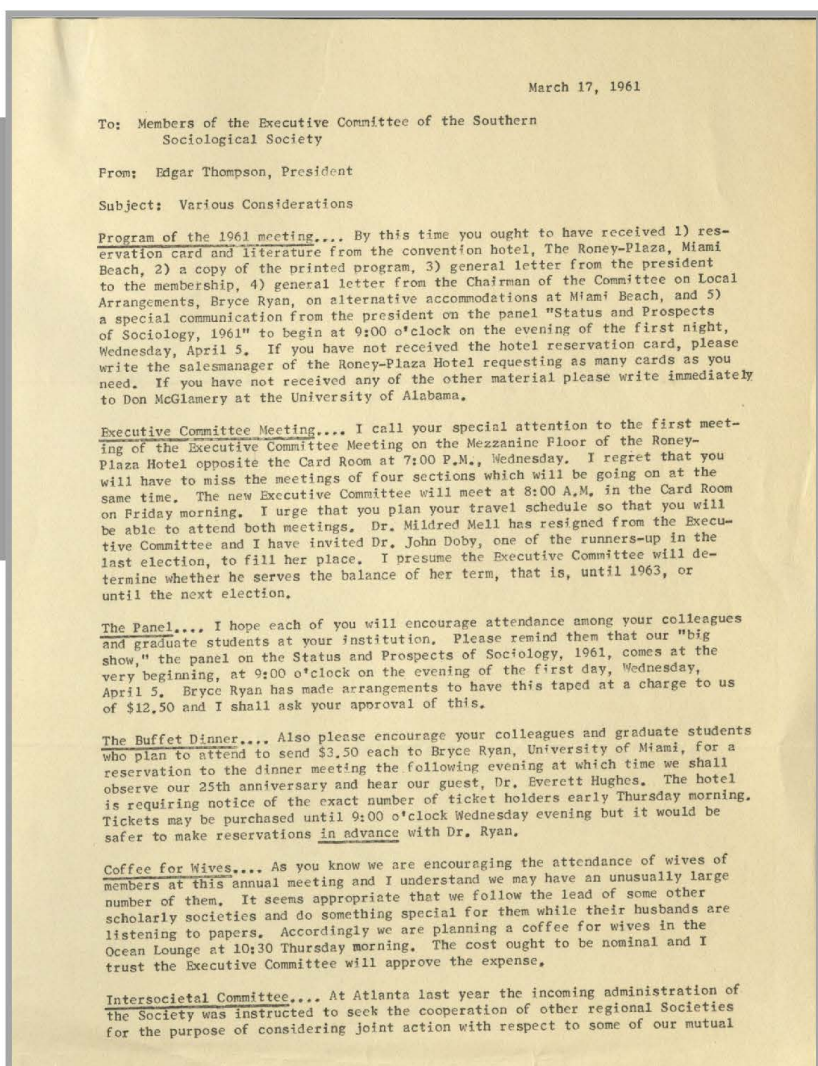 March 17, 1961
To: Members of the Executive Committee of the Southern
Sociological Society
From: Edgar Thompson, President
Subject: Various Considerations
Program of the 1961 meeting.... By this time you ought to have received 1) res-
ervation card and literature from the convention hotel, The Roney-Plaza, Miami
Beach, 2) a copy of the printed program, 3) general letter from the president
to the membership, 4) general letter from the Chairman of the Committee on Local
Arrangements, Bryce Ryan, on alternative accommodations at Miami Beach, and 5)
a special communication from the president on the panel "Status and Prospects
of Sociology, 1961" to begin at 9:00 o'clock on the evening of the first night,
Wednesday, April 5. If you have not received the hotel reservation card, please
write the salesmanager of the Roney-Plaza Hotel requesting as many cards as you
need. If you have not received any of the other material please write immediately
to Don McGlamery at the University of Alabama.
Executive Committee Meeting.... I call your special attention to the first meet-
ing of the Executive Committee Meeting on the Mezzanine Floor of the Roney-
Plaza Hotel opposite the Card Room at 7:00 P.M., Wednesday. I regret that you
will have to miss the meetings of four sections which will be going on at the
same time. The new Executive Committee will meet at 8:00 A.M. in the Card Room
on Friday morning. I urge that you plan your travel schedule so that you will
be able to attend both meetings. Dr. Mildred Mell has resigned from the Execu-
tive Committee and I have invited Dr. John Doby, one of the runners-up in the
last election, to fill her place. I presume the Executive Committee will de-
termine whether he serves the balance of her term, that is, until 1963, or
until the next election.
The Panel.... I hope each of you will encourage attendance among your colleagues
and graduate students at your institution. Please remind them that our "big
show," the panel on the Status and Prospects of Sociology, 1961, comes at the
very beginning, at 9:00 o'clock on the evening of the first day, Wednesday,
April 5. Bryce Ryan has made arrangements to have this taped at a charge to us
of $12.50 and I shall ask your approval of this.
The Buffet Dinner.... Also please encourage your colleagues and graduate students
who plan to attend to send $3.50 each to Bryce Ryan, University of Miami, for a
reservation to the dinner meeting the following evening at which time we shall
observe our 25th anniversary and hear our guest, Dr. Everett Hughes. The hotel
is requiring notice of the exact number of ticket holders early Thursday morning.
Tickets may be purchased until 9:00 o'clock Wednesday evening but it would be
safer to make reservations in advance with Dr. Ryan.
Coffee for Wives.... As you know we are encouraging the attendance of wives of
members at this annual meeting and I understand we may have an unusually large
number of them. It seems appropriate that we follow the lead of some other
scholarly societies and do something special for them while their husbands are
listening to papers. Accordingly we are planning a coffee for wives in the
Ocean Lounge at 10:30 Thursday morning. The cost ought to be nominal and I
trust the Executive Committee will approve the expense.
Intersocietal Committee.... At Atlanta last year the incoming administration of
the Society was instructed to seek the cooperation of other regional Societies
for the purpose of considering joint action with respect to some of our mutual